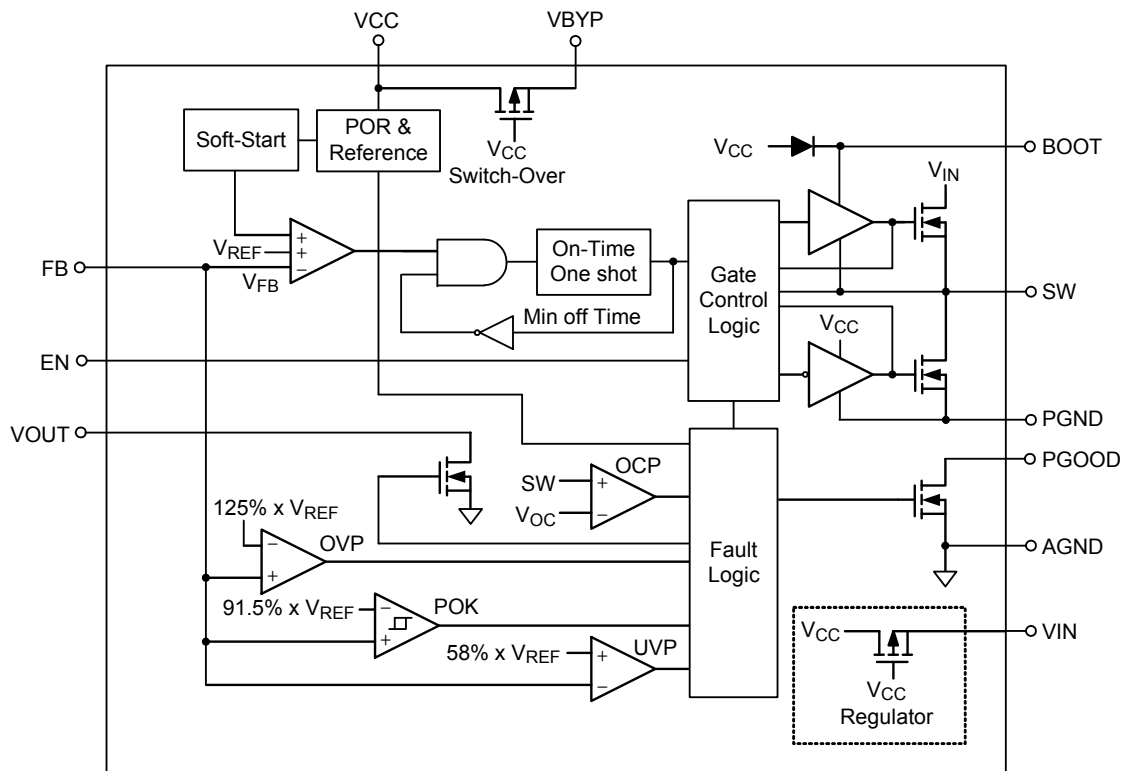 VCC
VBYP
Soft-Start
POR &
Reference
VCC
Switch-Over
VCC
BOOT
VIN
FB
VREF
VFB
+
+
−
On-Time
One shot
Min off Time
Gate
Control
Logic
SW
EN
VCC
PGND
VOUT
PGOOD
SW
VOC
+
−
OCP
125% x VREF
−
+
OVP
Fault
Logic
AGND
91.5% x VREF
−
+
POK
58% x VREF
+
−
UVP
VCC
VIN
VCC
Regulator